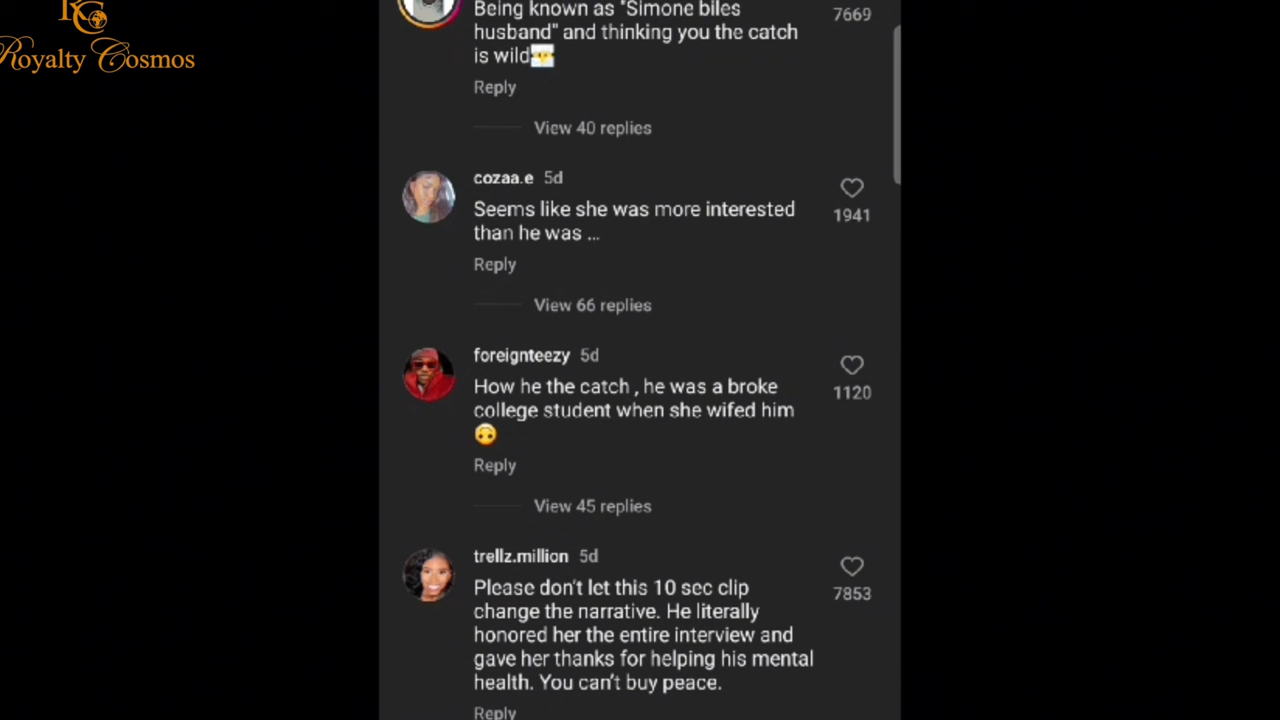 RC
Royalty Cosmos
Being known as "Simone biles
7669
husband" and thinking you the catch
is wild
Reply
View 40 replies
cozaa.e 5d
Seems like she was more interested
1941
than he was ...
Reply
View 66 replies
foreignteezy 5d
How he the catch , he was a broke
1120
college student when she wifed him
🙃
Reply
View 45 replies
trellz.million 5d
Please don't let this 10 sec clip
7853
change the narrative. He literally
honored her the entire interview and
gave her thanks for helping his mental
health. You can't buy peace.
Reply